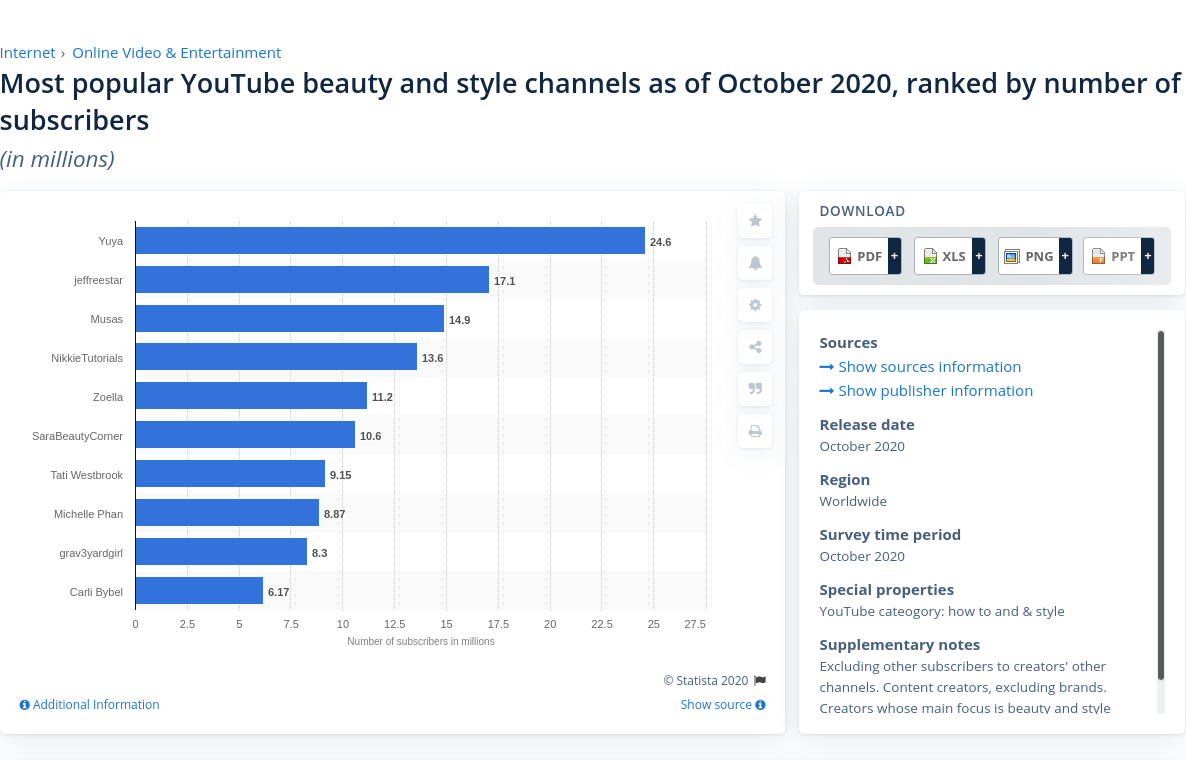 Internet › Online Video & Entertainment
Most popular YouTube beauty and style channels as of October 2020, ranked by number of
subscribers
(in millions)
Yuya 24.6
jeffreestar 17.1
Musas 14.9
NikkieTutorials 13.6
Zoella 11.2
SaraBeautyCorner 10.6
Tati Westbrook 9.15
Michelle Phan 8.87
grav3yardgirl 8.3
Carli Bybel 6.17
0 2.5 5 7.5 10 12.5 15 17.5 20 22.5 25 27.5
Number of subscribers in millions
© Statista 2020
Additional Information
Show source
DOWNLOAD
PDF + XLS + PNG + PPT +
Sources
Show sources information
Show publisher information
Release date
October 2020
Region
Worldwide
Survey time period
October 2020
Special properties
YouTube cateogory: how to and & style
Supplementary notes
Excluding other subscribers to creators' other
channels. Content creators, excluding brands.
Creators whose main focus is beauty and style